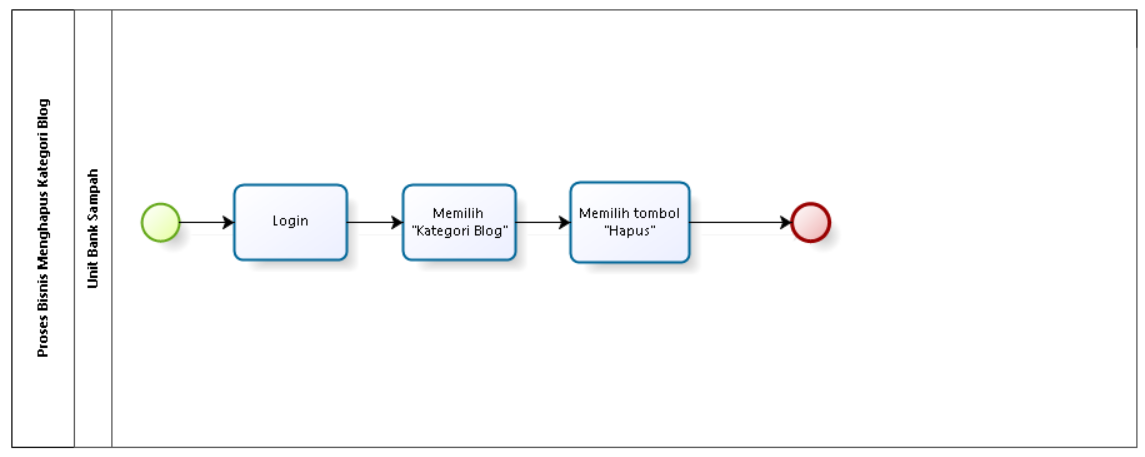 Proses Bisnis Menghapus Kategori Blog
Unit Bank Sampah
Login
Memilih
"Kategori Blog"
Memilih tombol
"Hapus"